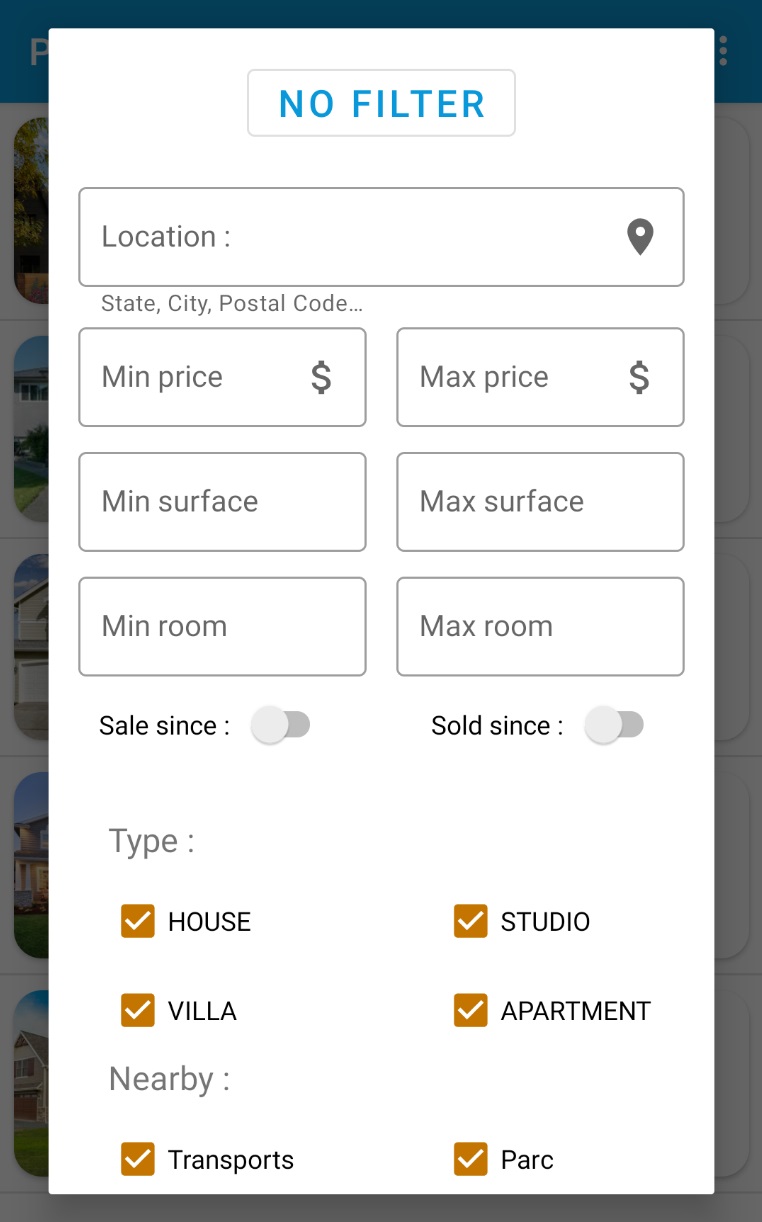 P
NO FILTER
Location :
State, City, Postal Code...
Min price $ Max price $
Min surface Max surface
Min room Max room
Sale since : Sold since :
Type :
HOUSE STUDIO
VILLA APARTMENT
Nearby :
Transports Parc